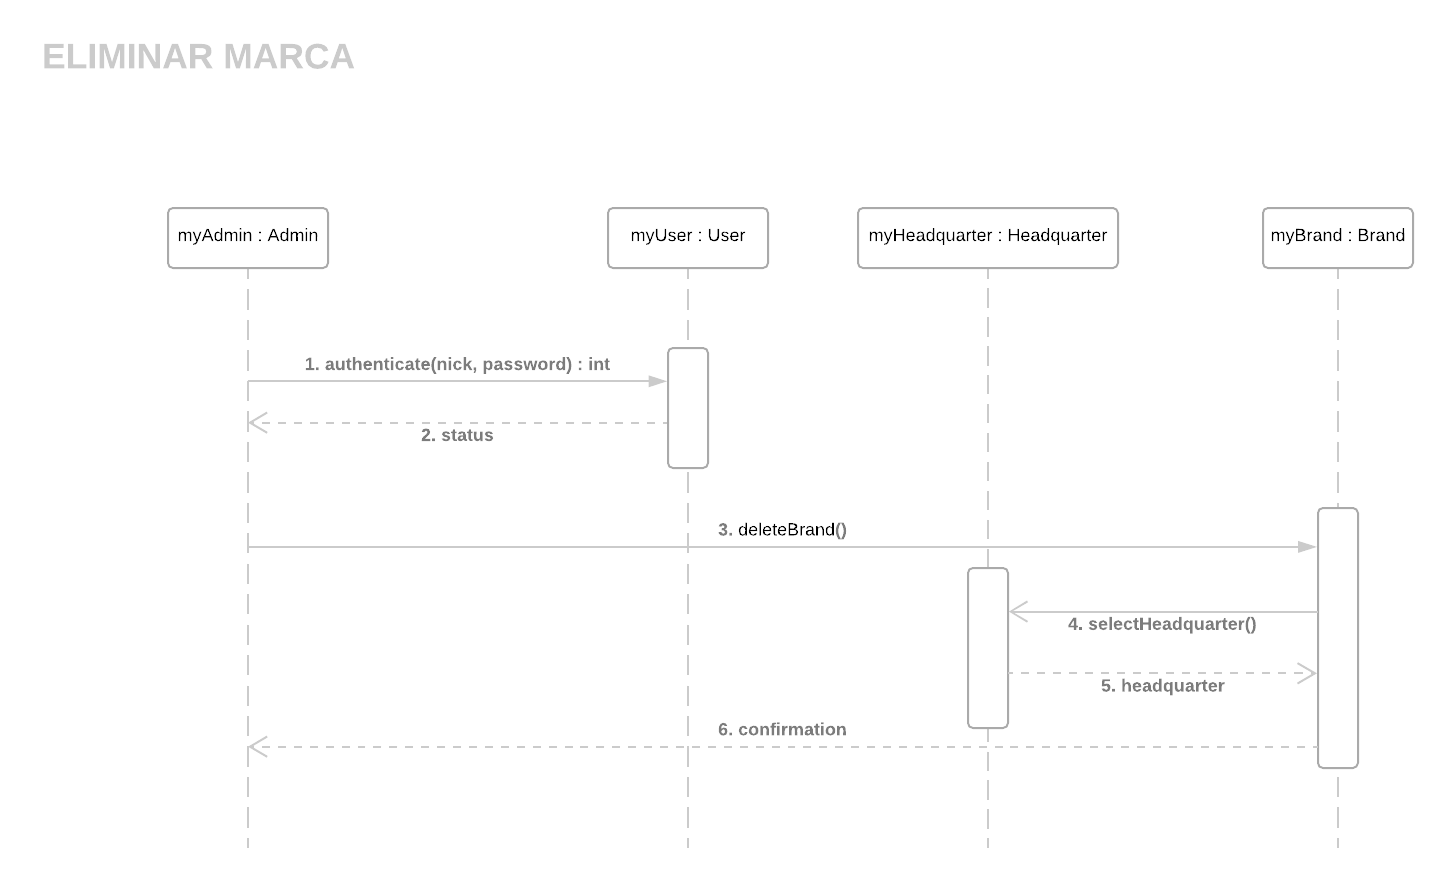 ELIMINAR MARCA
myAdmin : Admin
myUser : User
myHeadquarter : Headquarter
myBrand : Brand
1. authenticate(nick, password) : int
2. status
3. deleteBrand()
4. selectHeadquarter()
5. headquarter
6. confirmation